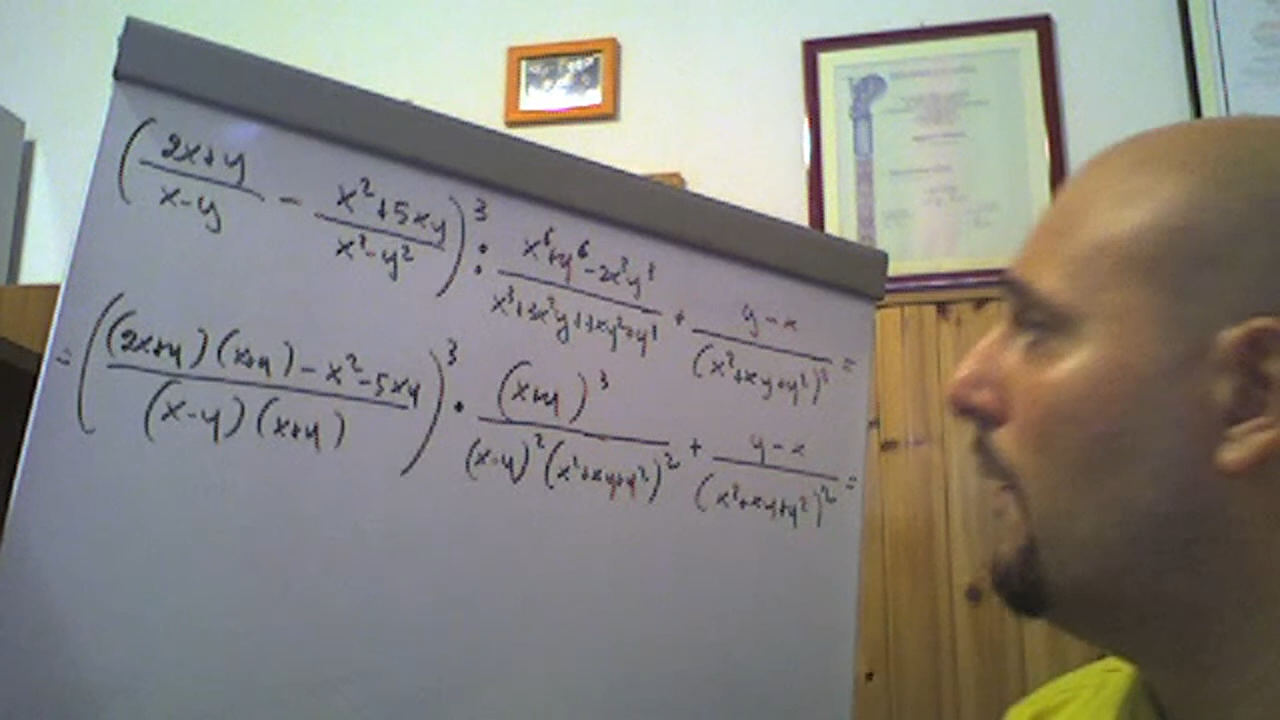 (2x+y / x-y - x²+5xy / x²-y²)³ : x⁶+y⁶-2x³y³ / x³+3x²y+3xy²+y³ + y-x / (x²+xy+y²)² =
= ((2x+y)(x+y)-x²-5xy / (x-y)(x+y))³ · (x+y)³ / (x-y)²(x²+xy+y²)² + y-x / (x²+xy+y²)² =